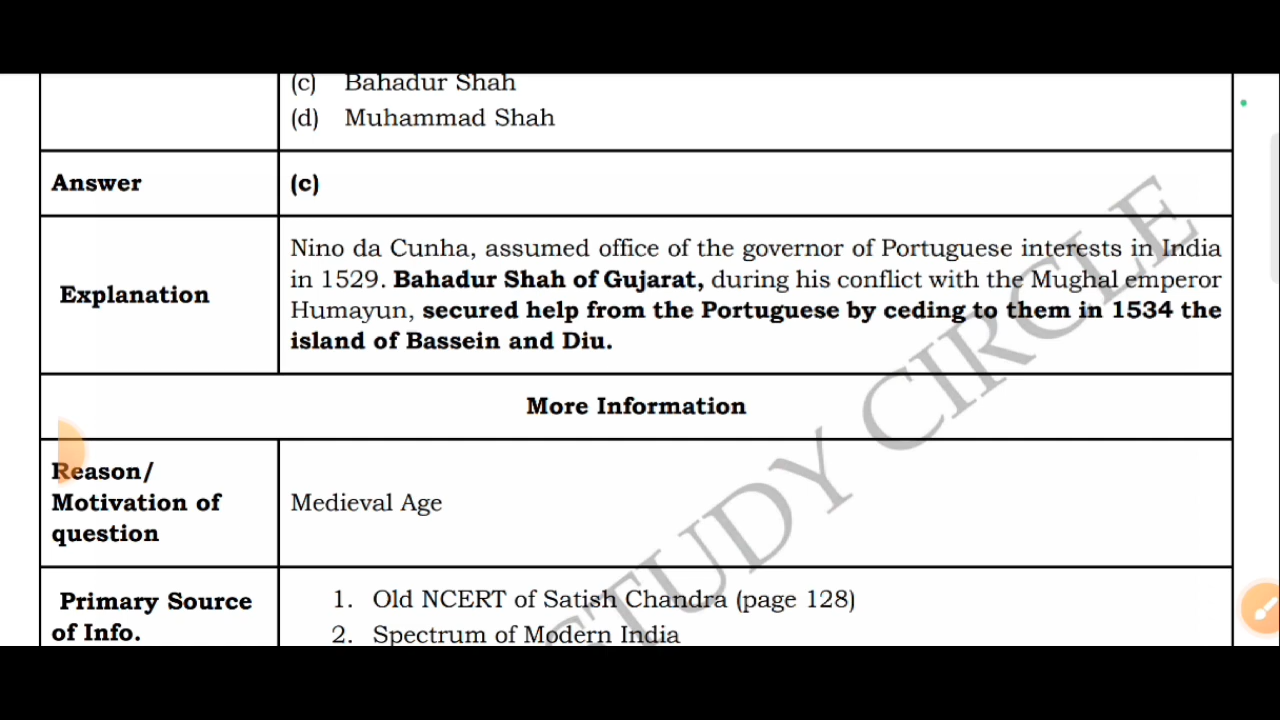 (c) Bahadur Shah
(d) Muhammad Shah
Answer
(c)
Explanation
Nino da Cunha, assumed office of the governor of Portuguese interests in India
in 1529. Bahadur Shah of Gujarat, during his conflict with the Mughal emperor
Humayun, secured help from the Portuguese by ceding to them in 1534 the
island of Bassein and Diu.
More Information
Reason/
Motivation of
question
Medieval Age
Primary Source
of Info.
1. Old NCERT of Satish Chandra (page 128)
2. Spectrum of Modern India
STUDY CIRCLE